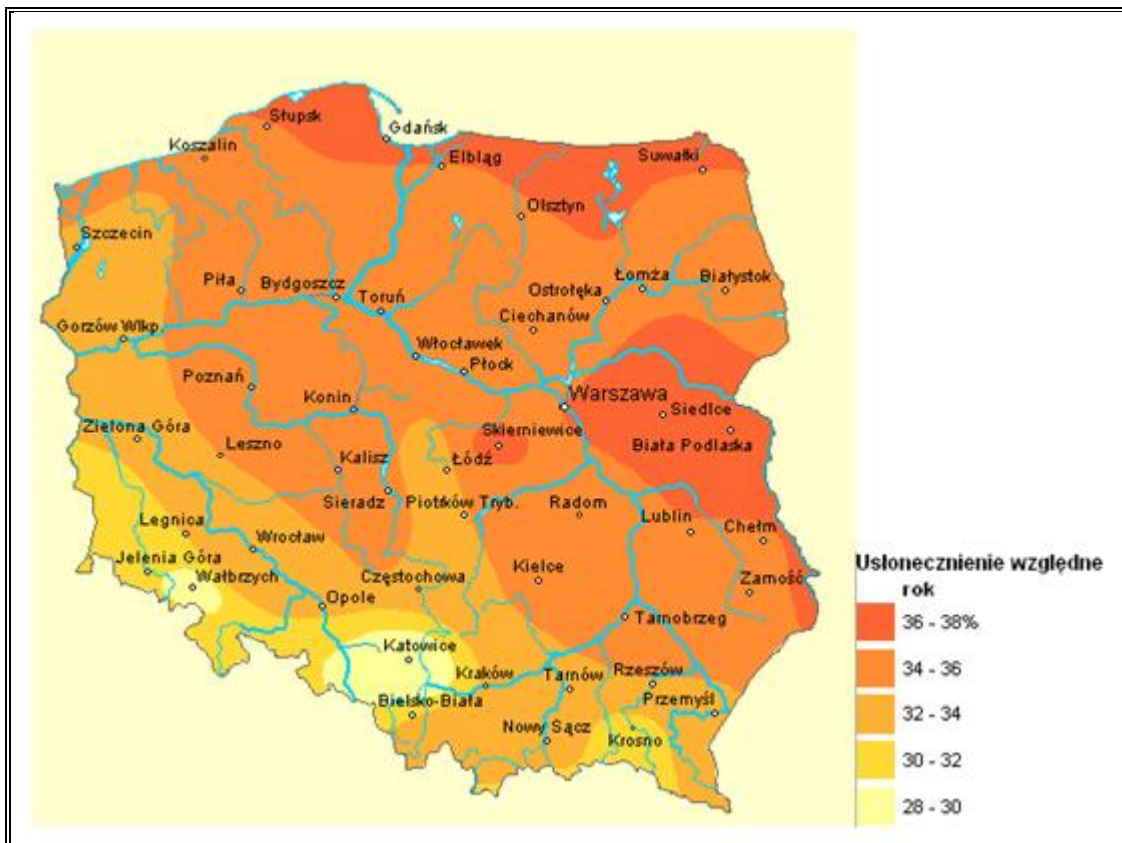 Słupsk
Gdańsk
Koszalin
Elbląg
Suwałki
Olsztyn
Szczecin
Piła
Bydgoszcz
Toruń
Ostrołęka
Łomża
Białystok
Ciechanów
Gorzów Wlkp.
Włocławek
Płock
Poznań
Konin
Warszawa
Siedlce
Zielona Góra
Leszno
Kalisz
Skierniewice
Łódź
Biała Podlaska
Sieradz
Piotrków Tryb.
Radom
Lublin
Chełm
Legnica
Wrocław
Jelenia Góra
Wałbrzych
Częstochowa
Kielce
Zamość
Opole
Tarnobrzeg
Katowice
Kraków
Tarnów
Rzeszów
Bielsko-Biała
Przemyśl
Nowy Sącz
Krosno
Usłonecznienie względne
rok
36 - 38%
34 - 36
32 - 34
30 - 32
28 - 30